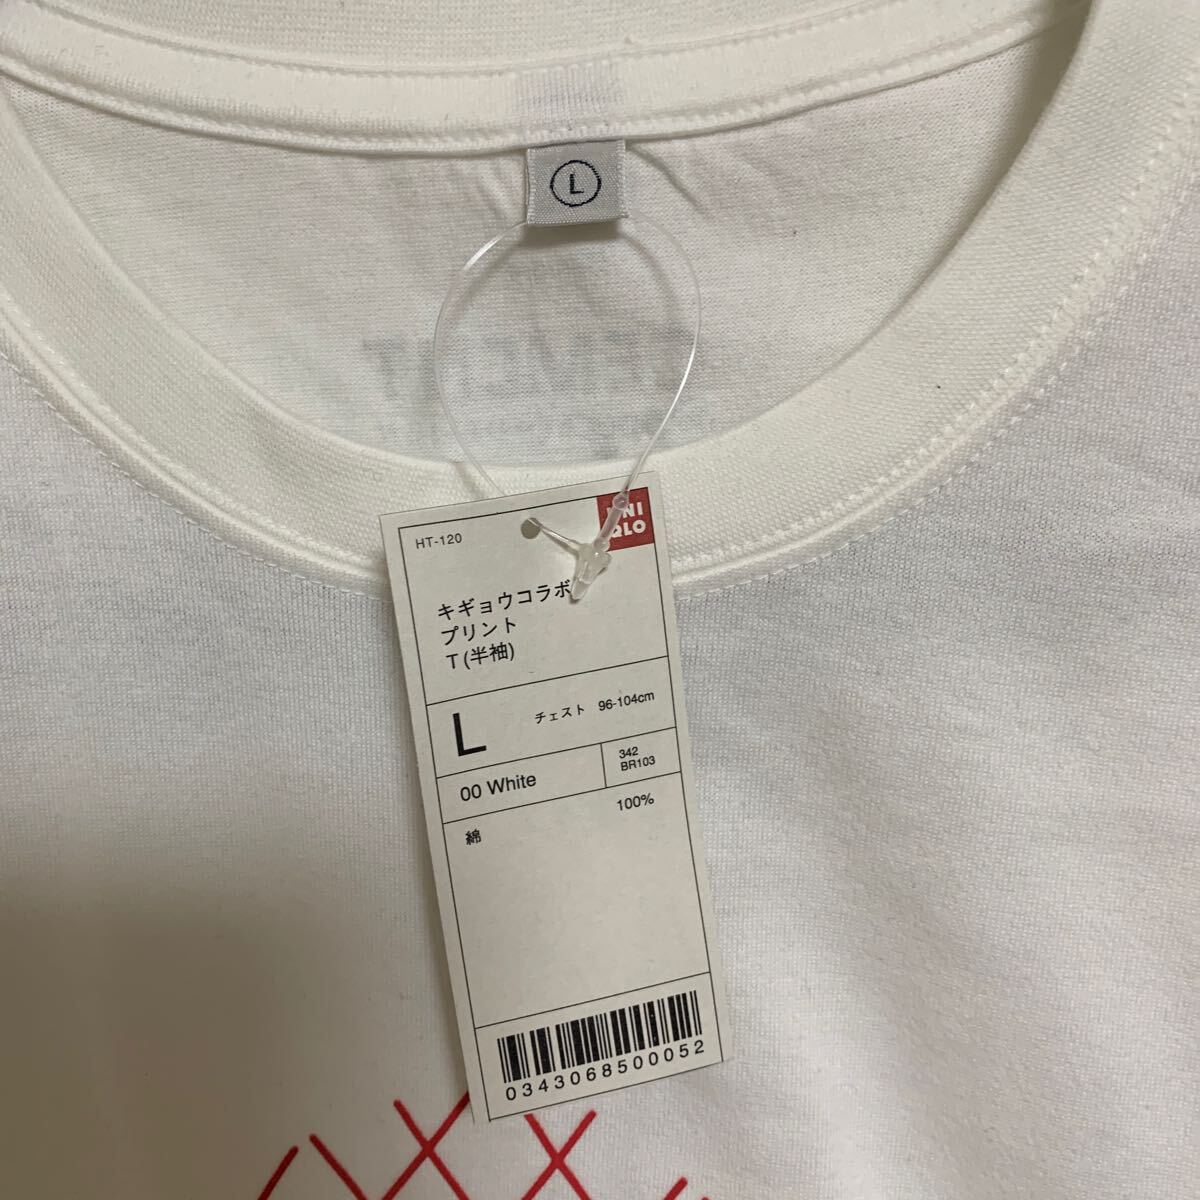 L
HT-120
UNI
QLO
キギョウコラボ
プリント
T(半袖)
L チェスト 96-104cm
00 White
342
BR103
綿 100%
0343068500052